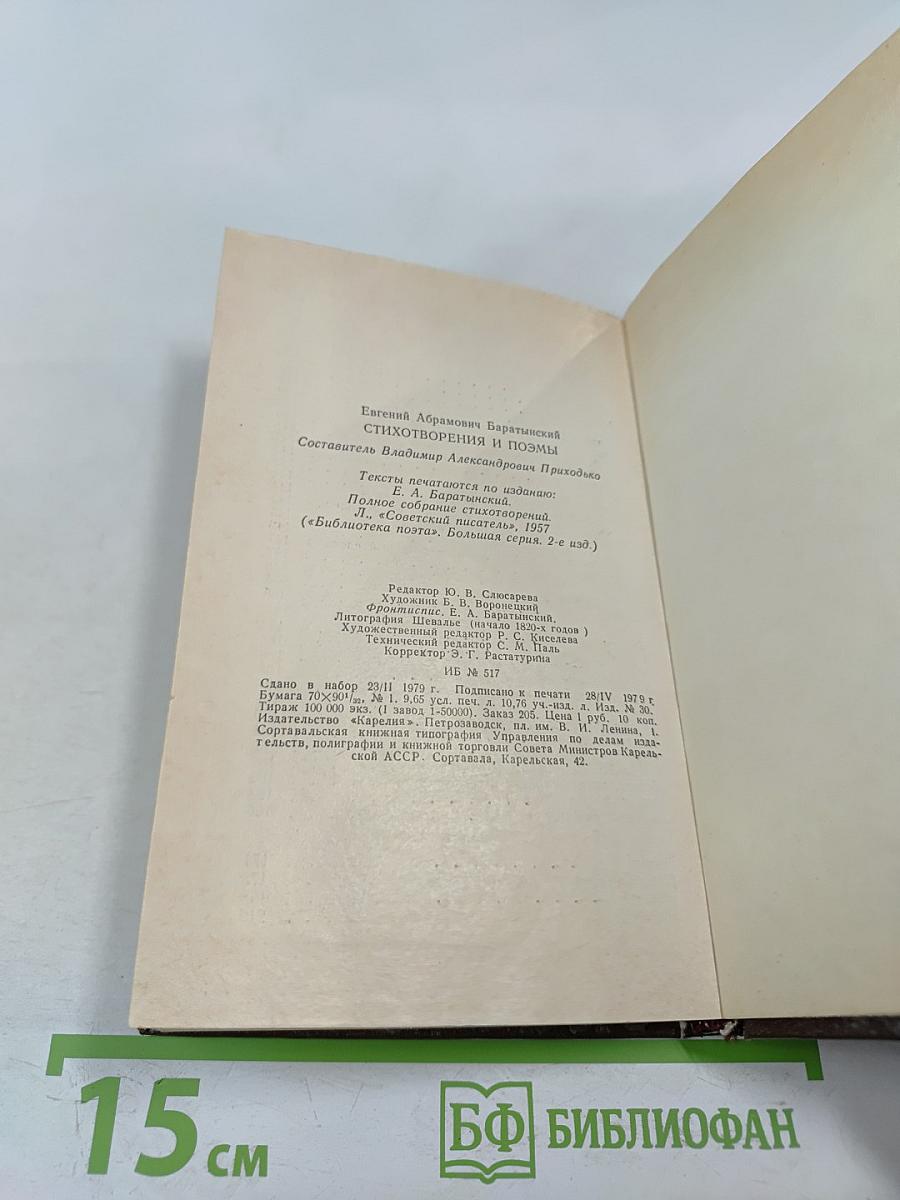 Евгений Абрамович Баратынский
СТИХОТВОРЕНИЯ И ПОЭМЫ
Составитель Владимир Александрович Приходько
Тексты печатаются по изданию:
Е. А. Баратынский.
Полное собрание стихотворений.
Л., «Советский писатель», 1957
(«Библиотека поэта». Большая серия. 2-е изд.)
Редактор Ю. В. Слюсарева
Художник Б. В. Воронецкий
Фронтиспис. Е. А. Баратынский.
Литография Шевалье (начало 1820-х годов )
Художественный редактор Р. С. Киселева
Технический редактор С. М. Паль
Корректор Э. Г. Растатурина
ИБ № 517
Сдано в набор 23/II 1979 г. Подписано к печати 28/IV 1979 г.
Бумага 70×90¹/₃₂, № 1. 9,65 усл. печ. л. 10,76 уч.-изд. л. Изд. № 30.
Тираж 100 000 экз. (I завод 1-50000). Заказ 205. Цена 1 руб. 10 коп.
Издательство «Карелия». Петрозаводск, пл. им. В. И. Ленина, 1.
Сортавальская книжная типография Управления по делам изда-
тельств, полиграфии и книжной торговли Совета Министров Карель-
ской АССР. Сортавала, Карельская, 42.
15 см
БФ БИБЛИОФАН